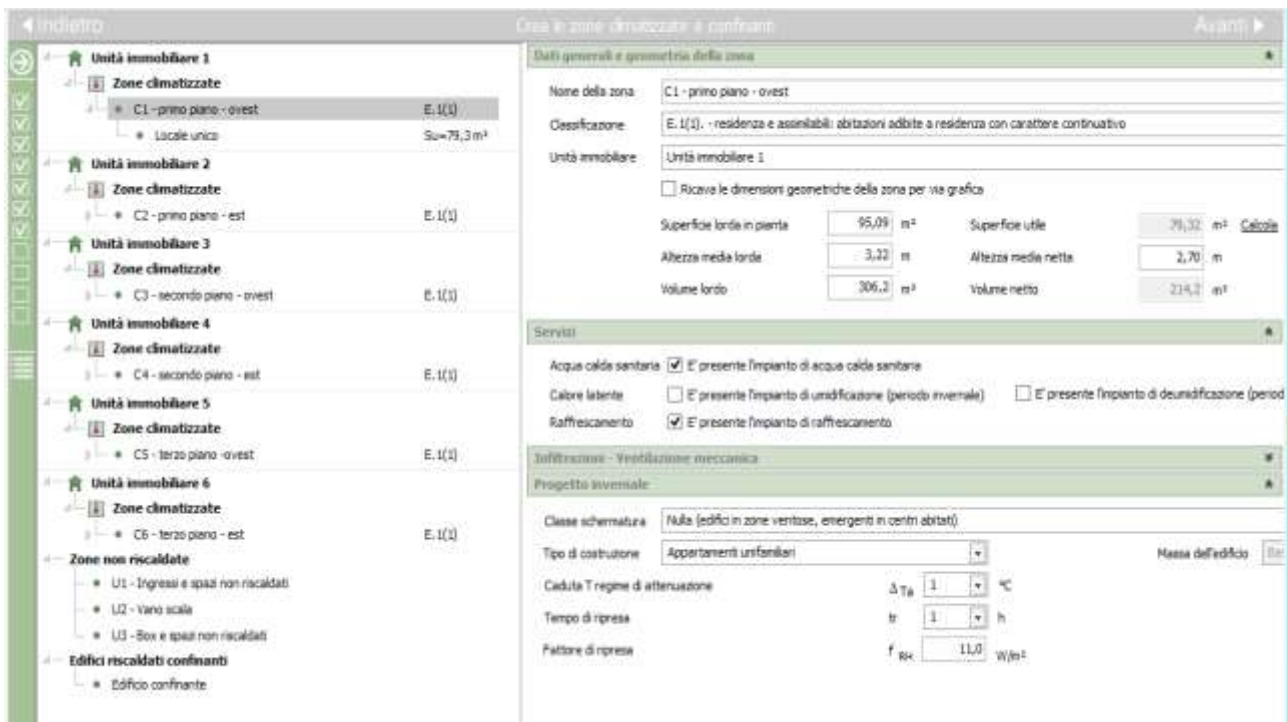 Indietro
Crea le zone climatizzate e confinanti
Avanti
Unità immobiliare 1
Zone climatizzate
C1 - primo piano - ovest E.1(1)
Locale unico Su=79,3 m²
Unità immobiliare 2
Zone climatizzate
C2 - primo piano - est E.1(1)
Unità immobiliare 3
Zone climatizzate
C3 - secondo piano - ovest E.1(1)
Unità immobiliare 4
Zone climatizzate
C4 - secondo piano - est E.1(1)
Unità immobiliare 5
Zone climatizzate
C5 - terzo piano -ovest E.1(1)
Unità immobiliare 6
Zone climatizzate
C6 - terzo piano - est E.1(1)
Zone non riscaldate
U1 - Ingressi e spazi non riscaldati
U2 - Vano scala
U3 - Box e spazi non riscaldati
Edifici riscaldati confinanti
Edificio confinante
Dati generali e geometria della zona
Nome della zona C1 - primo piano - ovest
Classificazione E.1(1). - residenza e assimilabili: abitazioni adibite a residenza con carattere continuativo
Unità immobiliare Unità immobiliare 1
Ricava le dimensioni geometriche della zona per via grafica
Superficie lorda in pianta 95,09 m² Superficie utile 79,32 m² Calcola
Altezza media lorda 3,22 m Altezza media netta 2,70 m
Volume lordo 306,2 m³ Volume netto 214,2 m³
Servizi
Acqua calda sanitaria E' presente l'impianto di acqua calda sanitaria
Calore latente E' presente l'impianto di umidificazione (periodo invernale) E' presente l'impianto di deumidificazione (period
Raffrescamento E' presente l'impianto di raffrescamento
Infiltrazioni - Ventilazione meccanica
Progetto invernale
Classe schermatura Nulla (edifici in zone ventose, emergenti in centri abitati)
Tipo di costruzione Appartamenti unifamiliari Massa dell'edificio
Caduta T regime di attenuazione ΔTa 1 °C
Tempo di ripresa tr 1 h
Fattore di ripresa f RH 11,0 W/m²